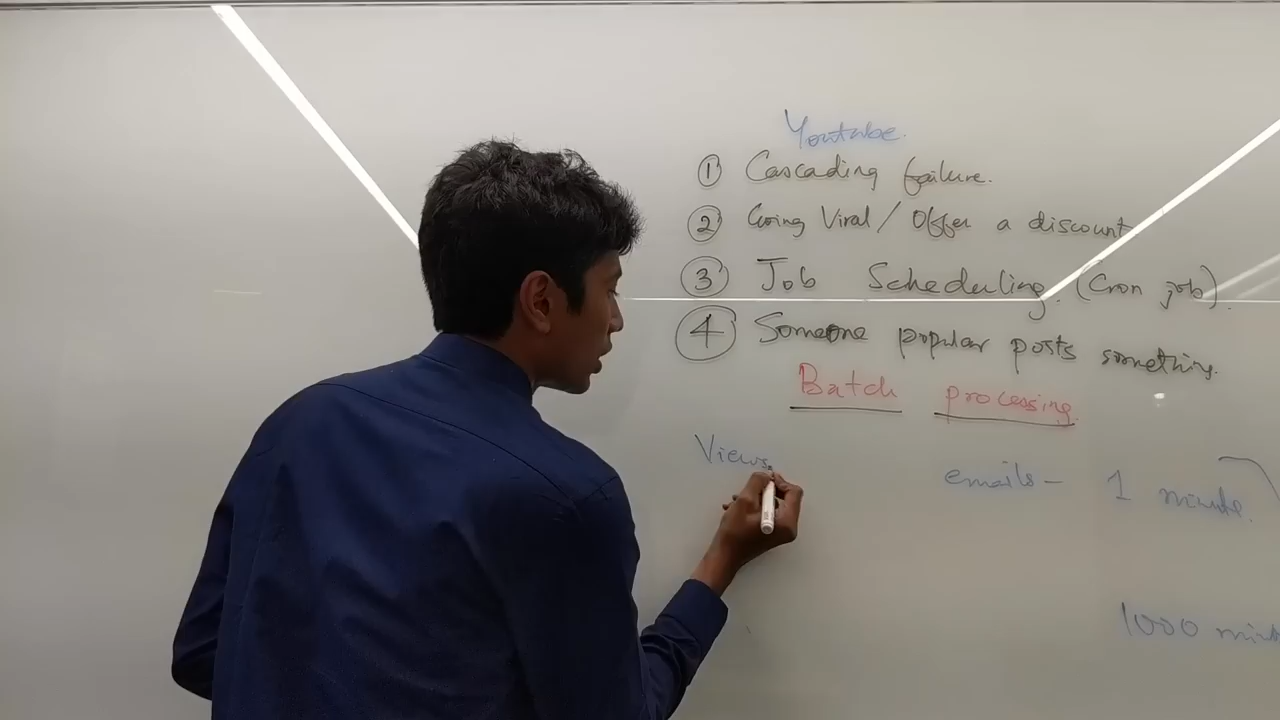 Youtube.
① Cascading failure.
② Going Viral / Offer a discount
③ Job Scheduling. (Cron job).
④ Someone popular posts something.
Batch processing.
Views
emails - 1 minute.
1000